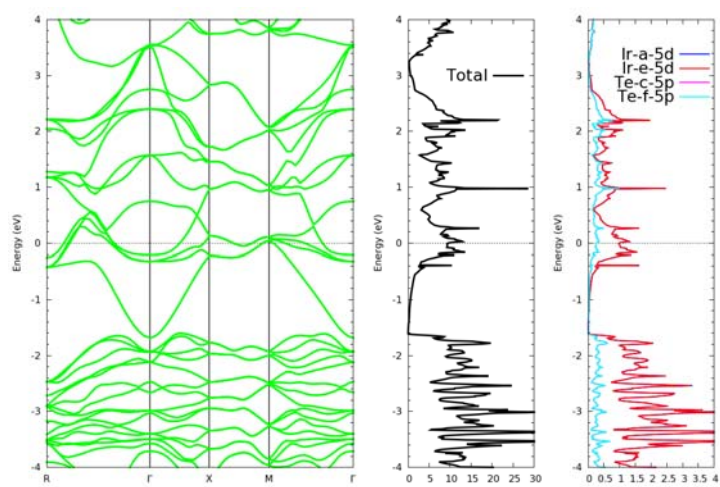 4
3
2
1
0
-1
-2
-3
-4
Energy (eV)
R Γ X M Γ
4
3
2
1
0
-1
-2
-3
-4
Energy (eV)
Total
0 5 10 15 20 25 30
4
3
2
1
0
-1
-2
-3
-4
Energy (eV)
Ir-a-5d
Ir-e-5d
Te-c-5p
Te-f-5p
0 0.5 1 1.5 2 2.5 3 3.5 4